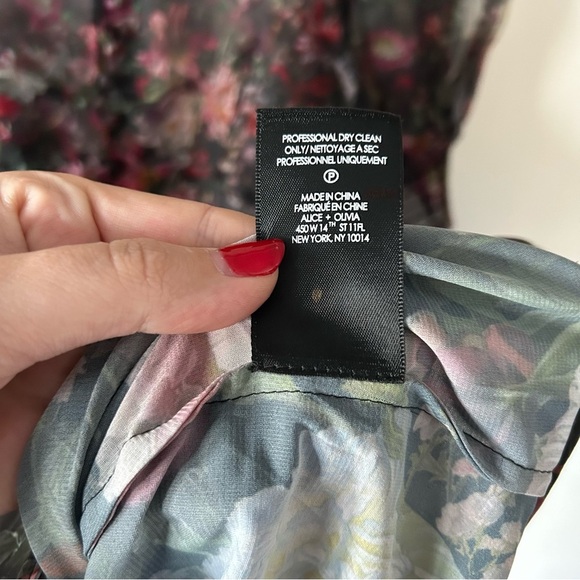 PROFESSIONAL DRY CLEAN
ONLY/ NETTOYAGE A SEC
PROFESSIONNEL UNIQUEMENT
P
MADE IN CHINA
FABRIQUÉ EN CHINE
ALICE + OLIVIA
450 W 14TH ST 11FL
NEW YORK, NY 10014